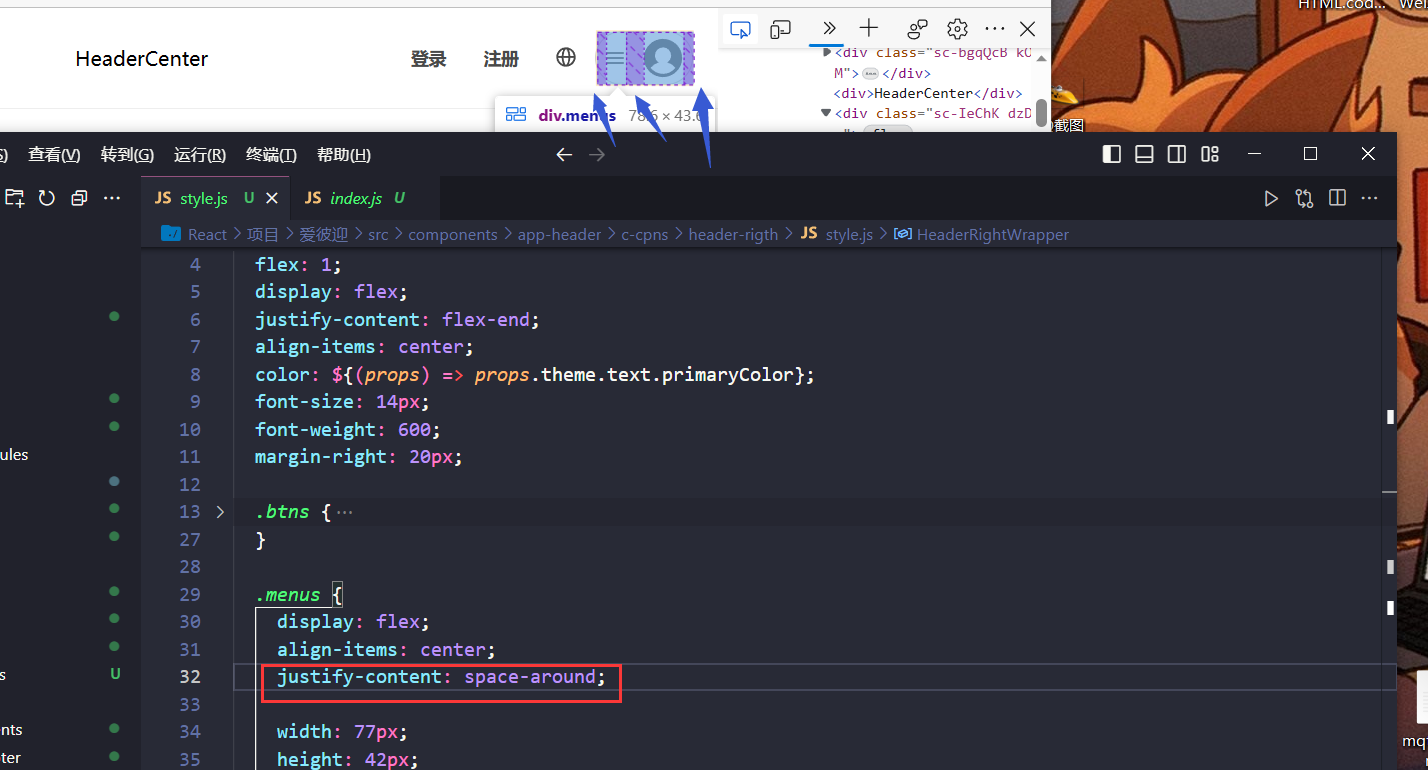 HTML.cod...
HeaderCenter
登录
注册
<div class="sc-bgqQcB kO
M"> ⋯ </div>
<div>HeaderCenter</div>
<div class="sc-IeChK dzD
div.menus 78.6 × 43.6
截图
S) 查看(V) 转到(G) 运行(R) 终端(T) 帮助(H)
JS style.js U
JS index.js U
React > 项目 > 爱彼迎 > src > components > app-header > c-cpns > header-rigth > JS style.js > HeaderRightWrapper
4 flex: 1;
5 display: flex;
6 justify-content: flex-end;
7 align-items: center;
8 color: ${(props) => props.theme.text.primaryColor};
9 font-size: 14px;
10 font-weight: 600;
11 margin-right: 20px;
12
13 .btns {⋯
27 }
28
29 .menus {
30 display: flex;
31 align-items: center;
32 justify-content: space-around;
33
34 width: 77px;
35 height: 42px;
ules
s U
nts
ter
mq